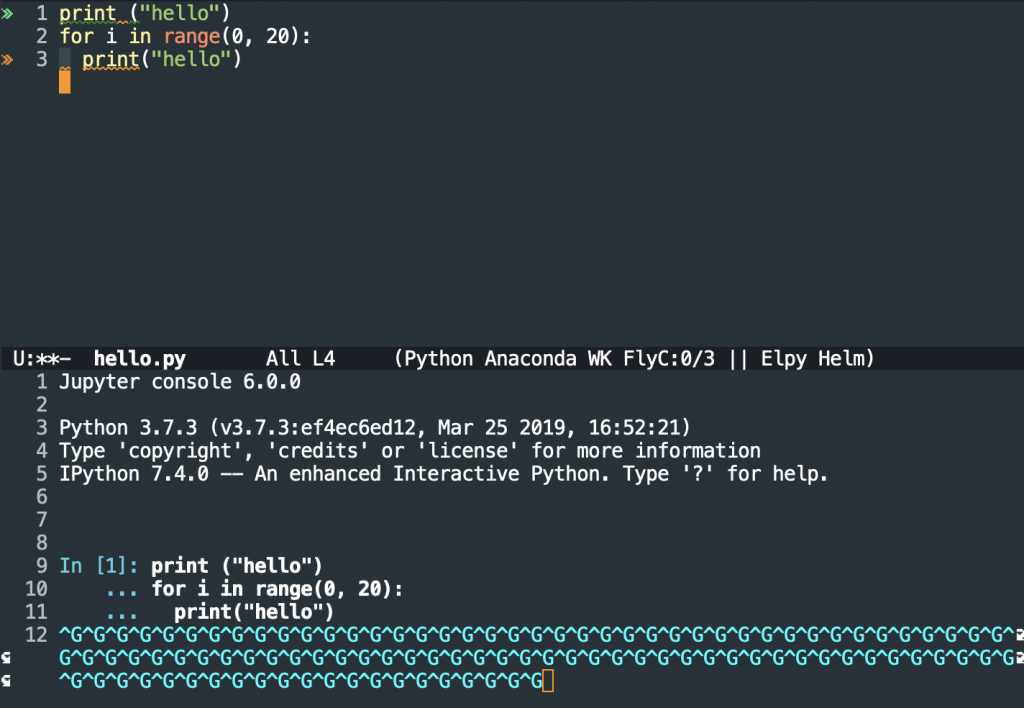 1 print ("hello")
2 for i in range(0, 20):
3   print("hello")
U:**-  hello.py       All L4     (Python Anaconda WK FlyC:0/3 || Elpy Helm)
1 Jupyter console 6.0.0
2
3 Python 3.7.3 (v3.7.3:ef4ec6ed12, Mar 25 2019, 16:52:21)
4 Type 'copyright', 'credits' or 'license' for more information
5 IPython 7.4.0 -- An enhanced Interactive Python. Type '?' for help.
6
7
8
9 In [1]: print ("hello")
10     ... for i in range(0, 20):
11     ...   print("hello")
12 ^G^G^G^G^G^G^G^G^G^G^G^G^G^G^G^G^G^G^G^G^G^G^G^G^G^G^G^G^G^G^G^G^G^G^G^G^G^G^G^G^G^
G^G^G^G^G^G^G^G^G^G^G^G^G^G^G^G^G^G^G^G^G^G^G^G^G^G^G^G^G^G^G^G^G^G^G^G^G^G^G^G^G^G
^G^G^G^G^G^G^G^G^G^G^G^G^G^G^G^G^G^G^G^G^G